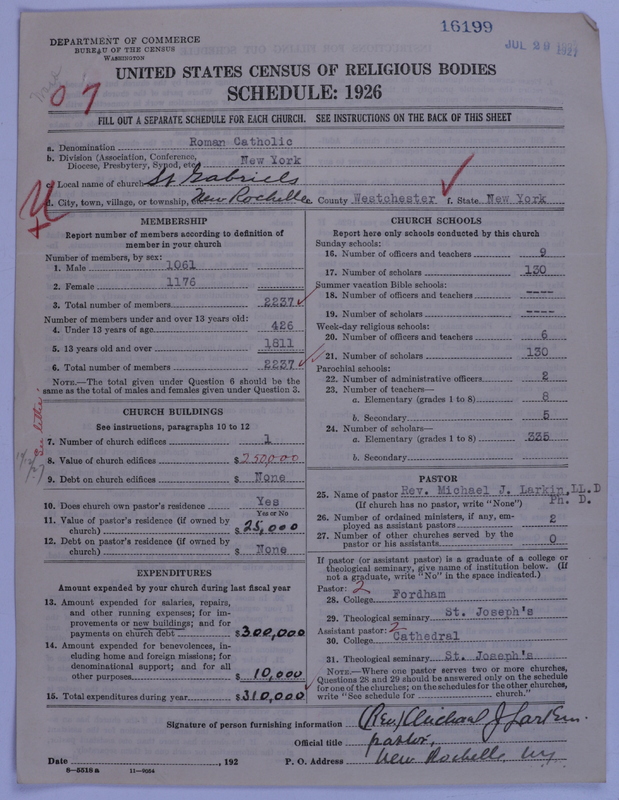 16199
JUL 29 1927
DEPARTMENT OF COMMERCE
BUREAU OF THE CENSUS
WASHINGTON
07
UNITED STATES CENSUS OF RELIGIOUS BODIES
SCHEDULE: 1926
FILL OUT A SEPARATE SCHEDULE FOR EACH CHURCH. SEE INSTRUCTIONS ON THE BACK OF THIS SHEET
a. Denomination Roman Catholic
b. Division (Association, Conference, Diocese, Presbytery, Synod, etc.) New York
c. Local name of church St Gabriels
d. City, town, village, or township, New Rochelle e. County Westchester f. State New York
MEMBERSHIP
Report number of members according to definition of
member in your church
Number of members, by sex:
1. Male 1061
2. Female 1176
3. Total number of members 2237
Number of members under and over 13 years old:
4. Under 13 years of age 426
5. 13 years old and over 1811
6. Total number of members 2237
NOTE.—The total given under Question 6 should be
same as the total of males and females given under Question 3.
See letter
CHURCH BUILDINGS
See instructions, paragraphs 10 to 12
7. Number of church edifices 1
8. Value of church edifices $250000
9. Debt on church edifices $ None
10. Does church own pastor's residence Yes
Yes or No
11. Value of pastor's residence (if owned by
church) $25,000
12. Debt on pastor's residence (if owned by
church) $ None
EXPENDITURES
Amount expended by your church during last fiscal year
13. Amount expended for salaries, repairs,
and other running expenses; for im-
provements or new buildings; and for
payments on church debt $300,000
14. Amount expended for benevolences, in-
cluding home and foreign missions; for
denominational support; and for all
other purposes $10,000
15. Total expenditures during year $310,000
CHURCH SCHOOLS
Report here only schools conducted by this church
Sunday schools:
16. Number of officers and teachers 9
17. Number of scholars 130
Summer vacation Bible schools:
18. Number of officers and teachers ----
19. Number of scholars ----
Week-day religious schools:
20. Number of officers and teachers 6
21. Number of scholars 130
Parochial schools:
22. Number of administrative officers 2
23. Number of teachers—
a. Elementary (grades 1 to 8) 8
b. Secondary 5
24. Number of scholars—
a. Elementary (grades 1 to 8) 335
b. Secondary
PASTOR
25. Name of pastor Rev. Michael J. Larkin, LL.D
(If church has no pastor, write "None") Ph. D.
26. Number of ordained ministers, if any, em-
ployed as assistant pastors 2
27. Number of other churches served by the
pastor or his assistants 0
If pastor (or assistant pastor) is a graduate of a college or
theological seminary, give name of institution below. (If
not a graduate, write "No" in the space indicated.)
Pastor: 2
28. College Fordham
29. Theological seminary St. Joseph's
Assistant pastor: 2
30. College Cathedral
31. Theological seminary St. Joseph's
NOTE.—Where one pastor serves two or more churches,
Questions 28 and 29 should be answered only on the schedule
for one of the churches; on the schedules for the other churches,
write "See schedule for church."
Signature of person furnishing information (Rev.) Michael J Larkin.
Official title pastor,
Date , 192 P. O. Address New Rochelle Ny
8-5518a 11-9054